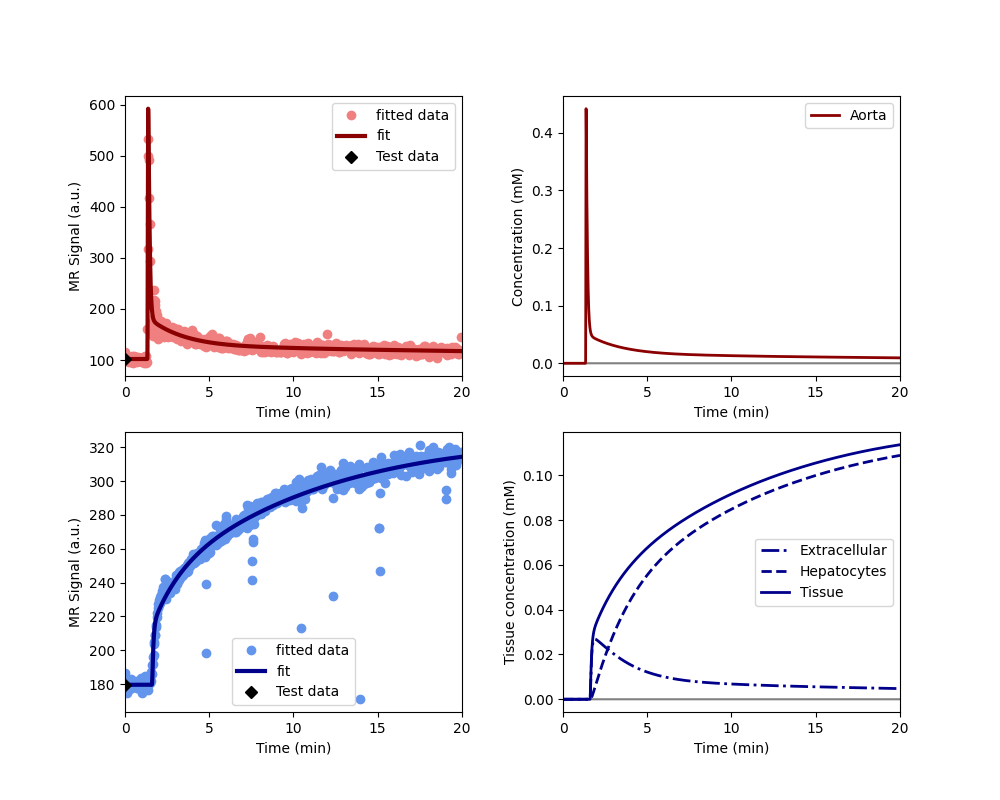 600
500
400
300
200
100
MR Signal (a.u.)
fitted data
fit
Test data
0 5 10 15 20
Time (min)
0.4
0.3
0.2
0.1
0.0
Concentration (mM)
Aorta
0 5 10 15 20
Time (min)
320
300
280
260
240
220
200
180
MR Signal (a.u.)
fitted data
fit
Test data
0 5 10 15 20
Time (min)
0.10
0.08
0.06
0.04
0.02
0.00
Tissue concentration (mM)
Extracellular
Hepatocytes
Tissue
0 5 10 15 20
Time (min)